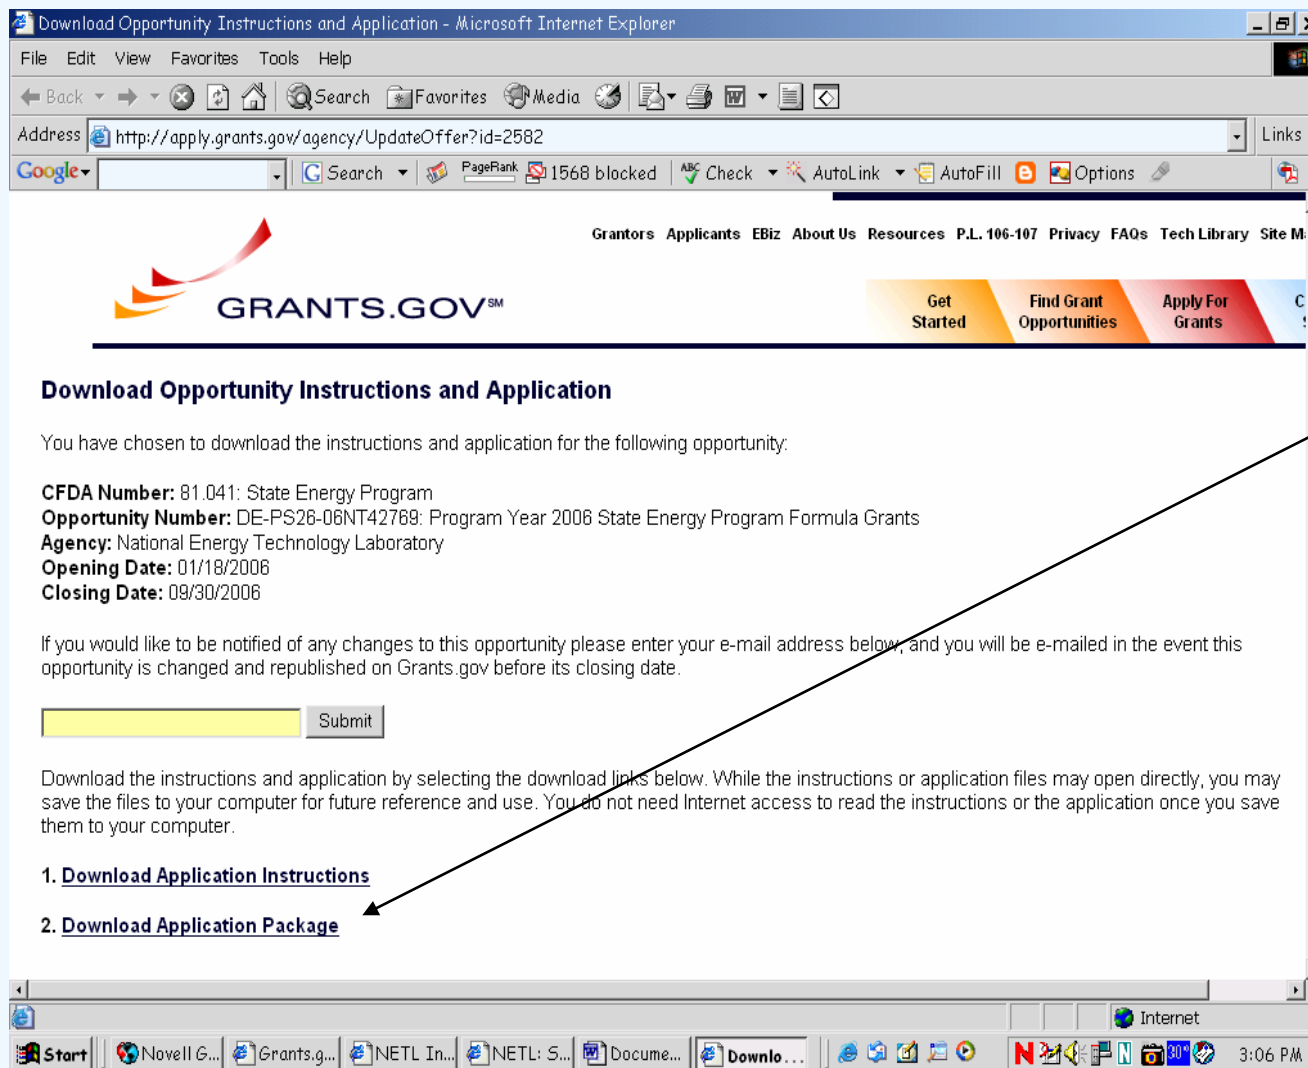 Download Opportunity Instructions and Application - Microsoft Internet Explorer
File Edit View Favorites Tools Help
Back Search Favorites Media
Address http://apply.grants.gov/agency/UpdateOffer?id=2582 Links
Google Search PageRank 1568 blocked Check AutoLink AutoFill Options
Grantors Applicants EBiz About Us Resources P.L. 106-107 Privacy FAQs Tech Library Site
GRANTS.GOV℠
Get Started
Find Grant Opportunities
Apply For Grants
Download Opportunity Instructions and Application
You have chosen to download the instructions and application for the following opportunity:
CFDA Number: 81.041: State Energy Program
Opportunity Number: DE-PS26-06NT42769: Program Year 2006 State Energy Program Formula Grants
Agency: National Energy Technology Laboratory
Opening Date: 01/18/2006
Closing Date: 09/30/2006
If you would like to be notified of any changes to this opportunity please enter your e-mail address below, and you will be e-mailed in the event this
opportunity is changed and republished on Grants.gov before its closing date.
Submit
Download the instructions and application by selecting the download links below. While the instructions or application files may open directly, you may
save the files to your computer for future reference and use. You do not need Internet access to read the instructions or the application once you save
them to your computer.
1. Download Application Instructions
2. Download Application Package
Internet
Start Novell G... Grants.g... NETL In... NETL: S... Docume... Downlo... 30° 3:06 PM